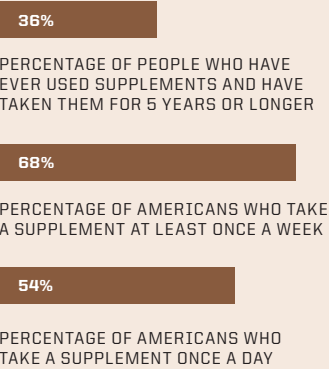 36%
PERCENTAGE OF PEOPLE WHO HAVE
EVER USED SUPPLEMENTS AND HAVE
TAKEN THEM FOR 5 YEARS OR LONGER
68%
PERCENTAGE OF AMERICANS WHO TAKE
A SUPPLEMENT AT LEAST ONCE A WEEK
54%
PERCENTAGE OF AMERICANS WHO
TAKE A SUPPLEMENT ONCE A DAY